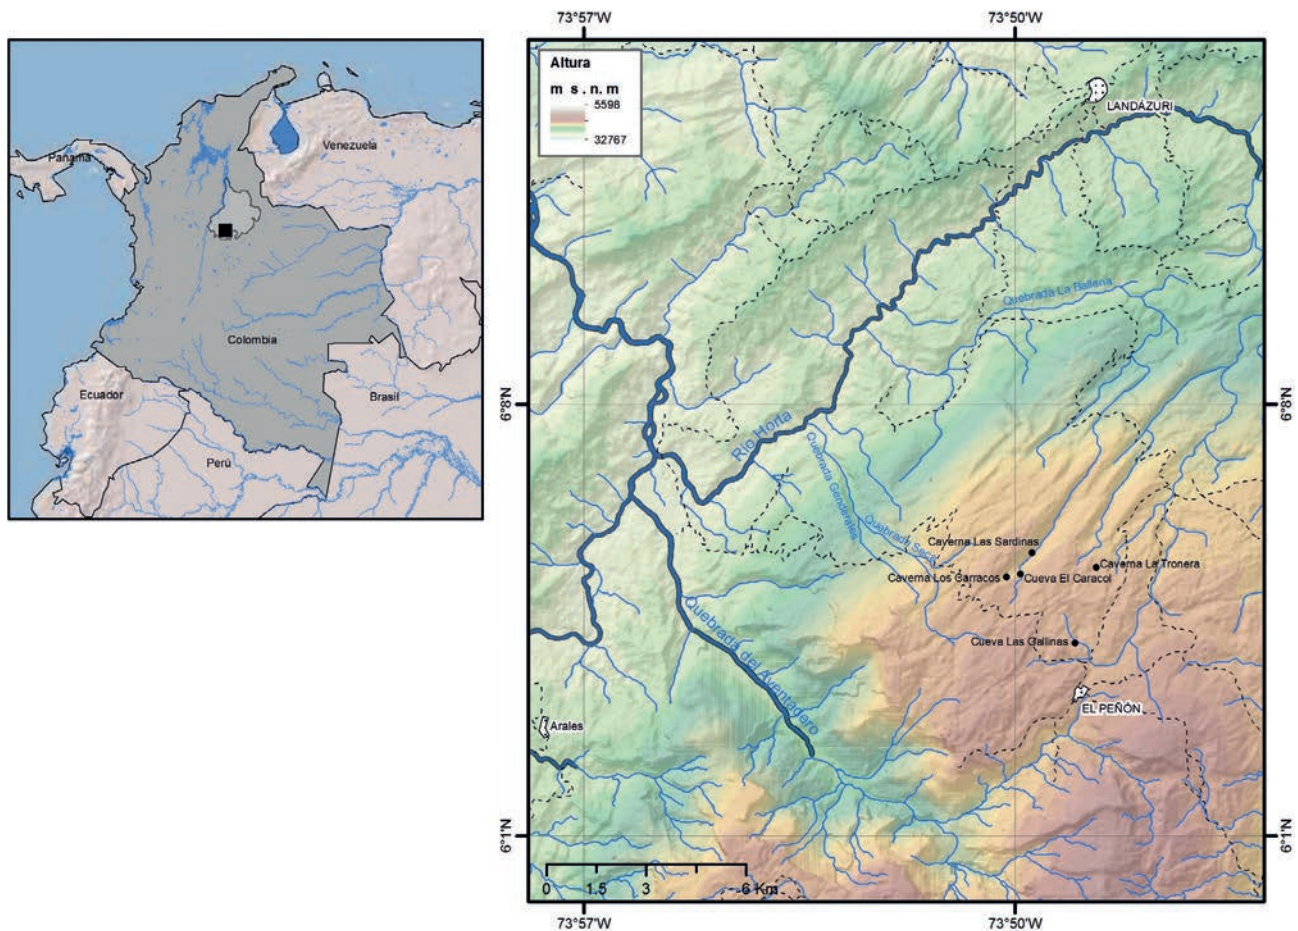 Panamá
Venezuela
Colombia
Ecuador
Brasil
Perú
73°57'W
73°50'W
Altura
m s . n. m
5598
32767
LANDÁZURI
Quebrada La Ballena
6°8'N
6°8'N
Río Horta
Quebrada Genderales
Quebrada Seca
Caverna Las Sardinas
Caverna La Tronera
Caverna Los Carracos
Cueva El Caracol
Cueva Las Gallinas
Quebrada del Aventadero
EL PEÑÓN
Arales
6°1'N
6°1'N
0 1.5 3 6 Km
73°57'W
73°50'W